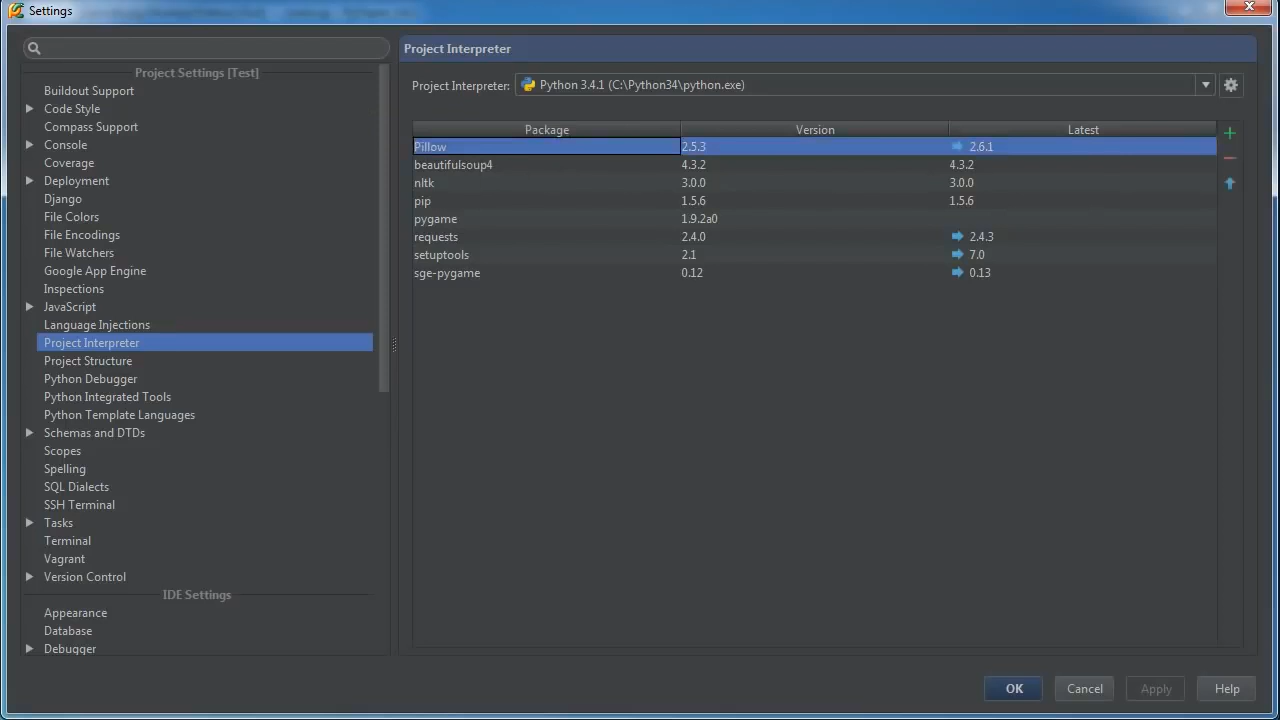 Settings
Project Settings [Test]
Buildout Support
Code Style
Compass Support
Console
Coverage
Deployment
Django
File Colors
File Encodings
File Watchers
Google App Engine
Inspections
JavaScript
Language Injections
Project Interpreter
Project Structure
Python Debugger
Python Integrated Tools
Python Template Languages
Schemas and DTDs
Scopes
Spelling
SQL Dialects
SSH Terminal
Tasks
Terminal
Vagrant
Version Control
IDE Settings
Appearance
Database
Debugger
Project Interpreter
Project Interpreter: Python 3.4.1 (C:\Python34\python.exe)
Package Version Latest
Pillow 2.5.3 2.6.1
beautifulsoup4 4.3.2 4.3.2
nltk 3.0.0 3.0.0
pip 1.5.6 1.5.6
pygame 1.9.2a0
requests 2.4.0 2.4.3
setuptools 2.1 7.0
sge-pygame 0.12 0.13
OK Cancel Apply Help